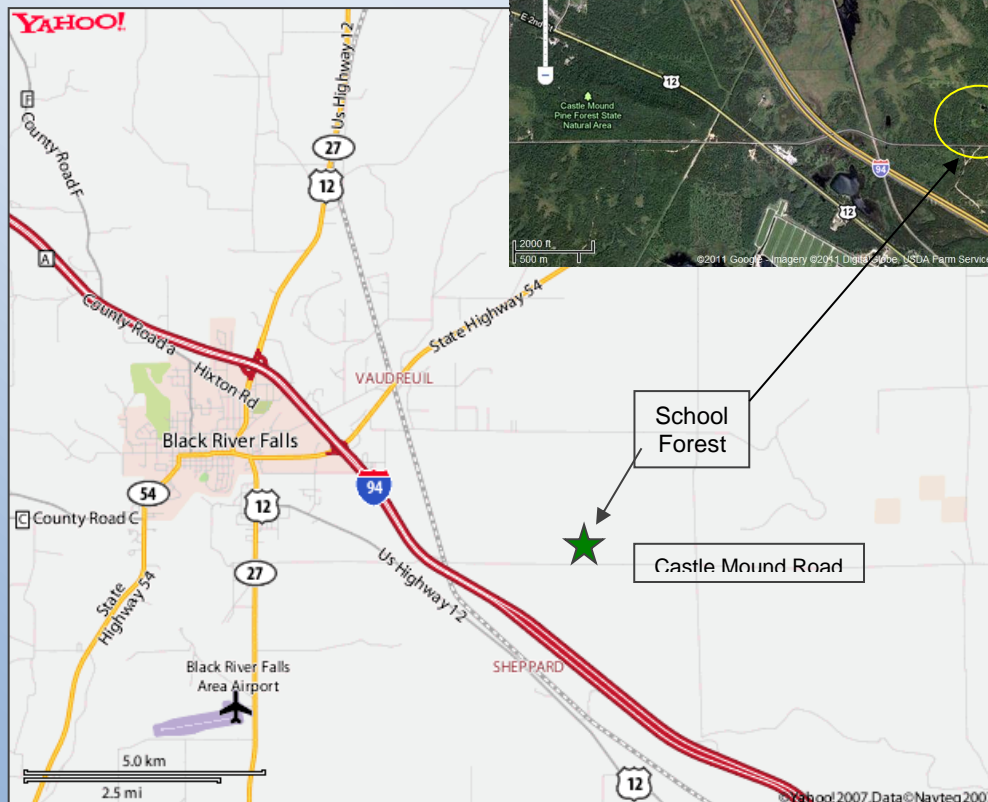 YAHOO!
Us Highway 12
27
12
F
County Road F
A
County Road a
Hixton Rd
State Highway 54
VAUDREUIL
Black River Falls
94
54
12
C County Road C
27
Us Highway 12
State
Highway 54
Black River Falls
Area Airport
SHEPPARD
5.0 km
2.5 mi
12
©Yahoo! 2007, Data©Navteq 2007
E 2nd St
12
Castle Mound
Pine Forest State
Natural Area
94
12
2000 ft
500 m
©2011 Google - Imagery ©2011 DigitalGlobe, USDA Farm Service
School
Forest
Castle Mound Road